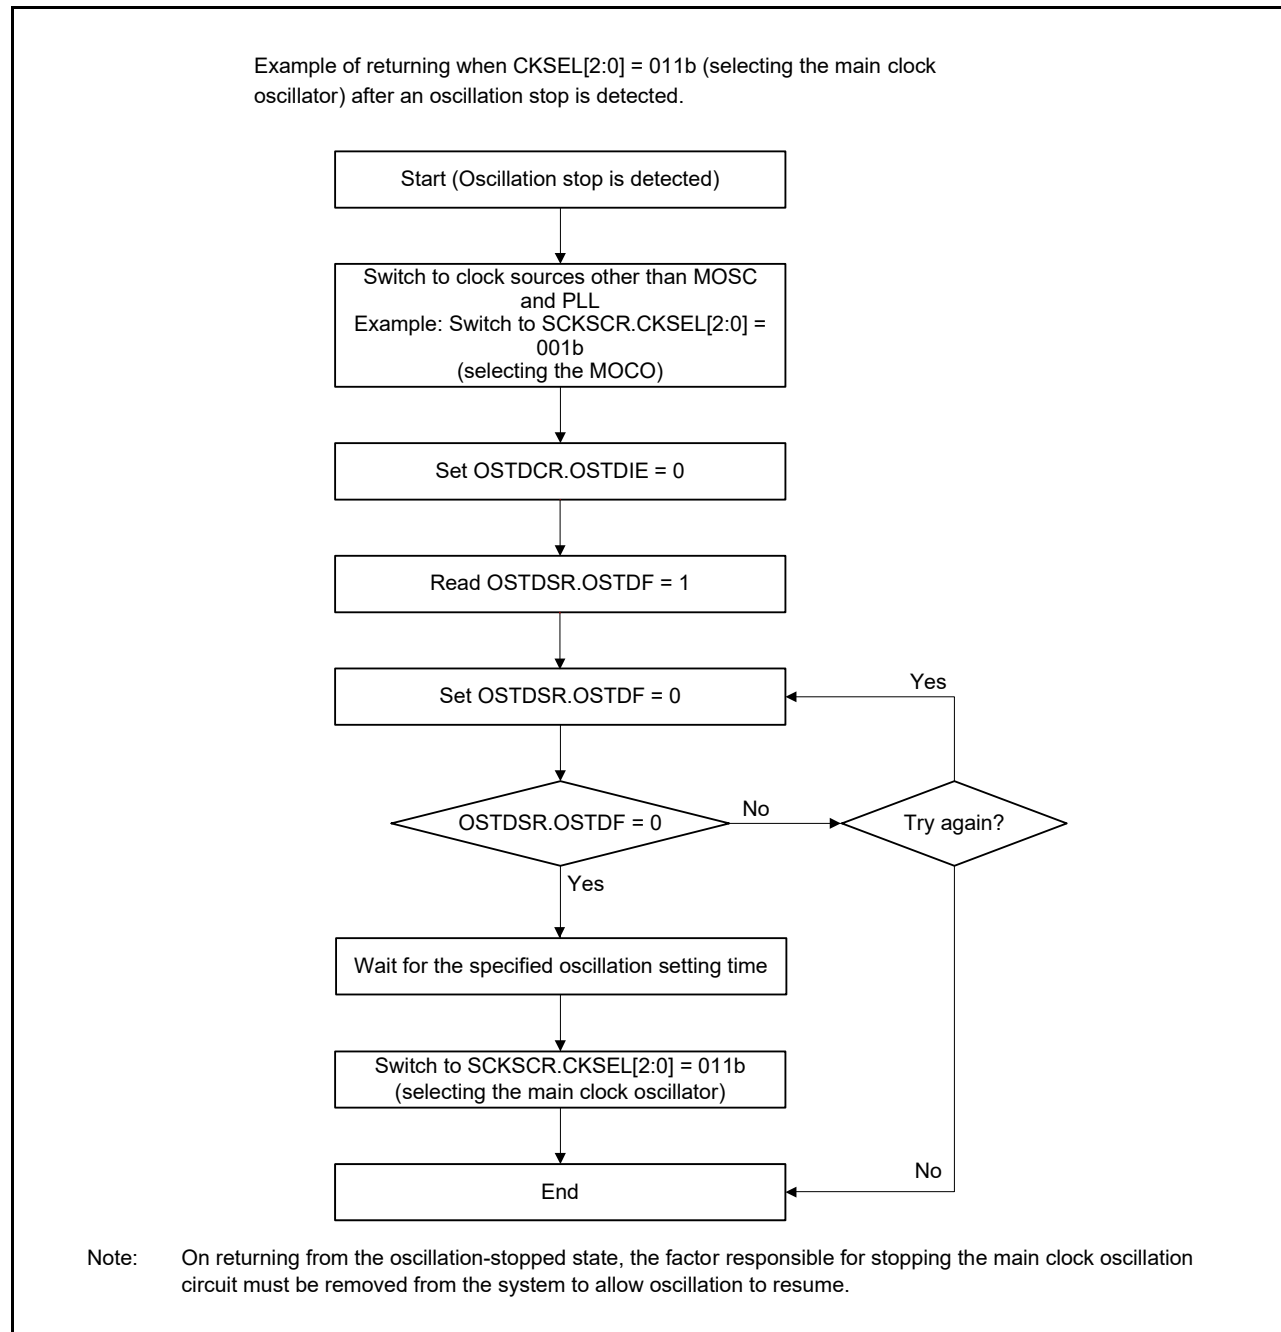 Example of returning when CKSEL[2:0] = 011b (selecting the main clock
oscillator) after an oscillation stop is detected.
Start (Oscillation stop is detected)
Switch to clock sources other than MOSC
and PLL
Example: Switch to SCKSCR.CKSEL[2:0] =
001b
(selecting the MOCO)
Set OSTDCR.OSTDIE = 0
Read OSTDSR.OSTDF = 1
Set OSTDSR.OSTDF = 0
Yes
OSTDSR.OSTDF = 0
No
Try again?
Yes
Wait for the specified oscillation setting time
Switch to SCKSCR.CKSEL[2:0] = 011b
(selecting the main clock oscillator)
No
End
Note: On returning from the oscillation-stopped state, the factor responsible for stopping the main clock oscillation
circuit must be removed from the system to allow oscillation to resume.